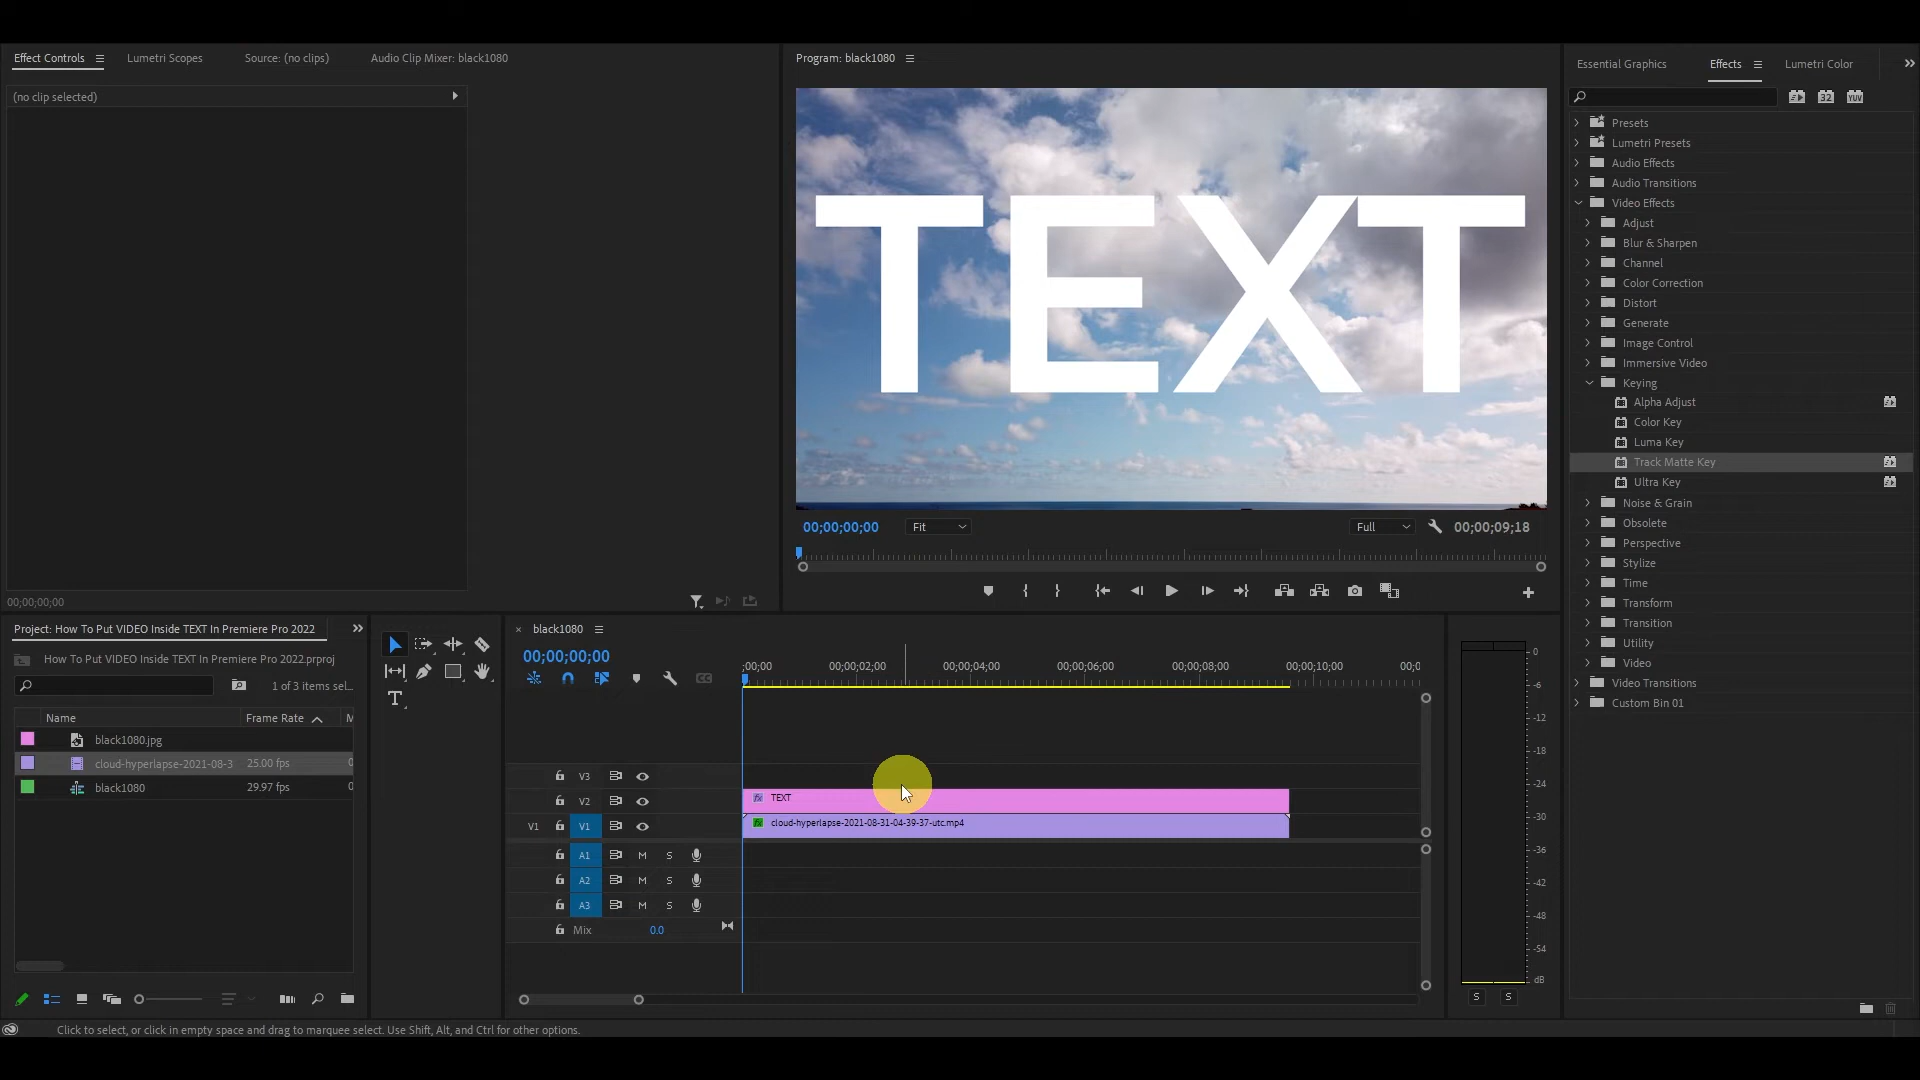 Effect Controls
Lumetri Scopes
Source: (no clips)
Audio Clip Mixer: black1080
(no clip selected)
00;00;00;00
Program: black1080
TEXT
00;00;00;00
Fit
Full
00;00;09;18
Essential Graphics
Effects
Lumetri Color
32
YUV
Presets
Lumetri Presets
Audio Effects
Audio Transitions
Video Effects
Adjust
Blur & Sharpen
Channel
Color Correction
Distort
Generate
Image Control
Immersive Video
Keying
Alpha Adjust
Color Key
Luma Key
Track Matte Key
Ultra Key
Noise & Grain
Obsolete
Perspective
Stylize
Time
Transform
Transition
Utility
Video
Video Transitions
Custom Bin 01
Project: How To Put VIDEO Inside TEXT In Premiere Pro 2022
How To Put VIDEO Inside TEXT In Premiere Pro 2022.prproj
1 of 3 items sel...
Name
Frame Rate
M
black1080.jpg
cloud-hyperlapse-2021-08-3
25.00 fps
0
black1080
29.97 fps
0
T
× black1080
00;00;00;00
;00;00
00;00;02;00
00;00;04;00
00;00;06;00
00;00;08;00
00;00;10;00
00;0
V3
V2
TEXT
V1
V1
cloud-hyperlapse-2021-08-31-04-39-37-utc.mp4
A1
M
S
A2
M
S
A3
M
S
Mix
0.0
0
-6
-12
-18
-24
-30
-36
-42
-48
-54
dB
S
S
Click to select, or click in empty space and drag to marquee select. Use Shift, Alt, and Ctrl for other options.